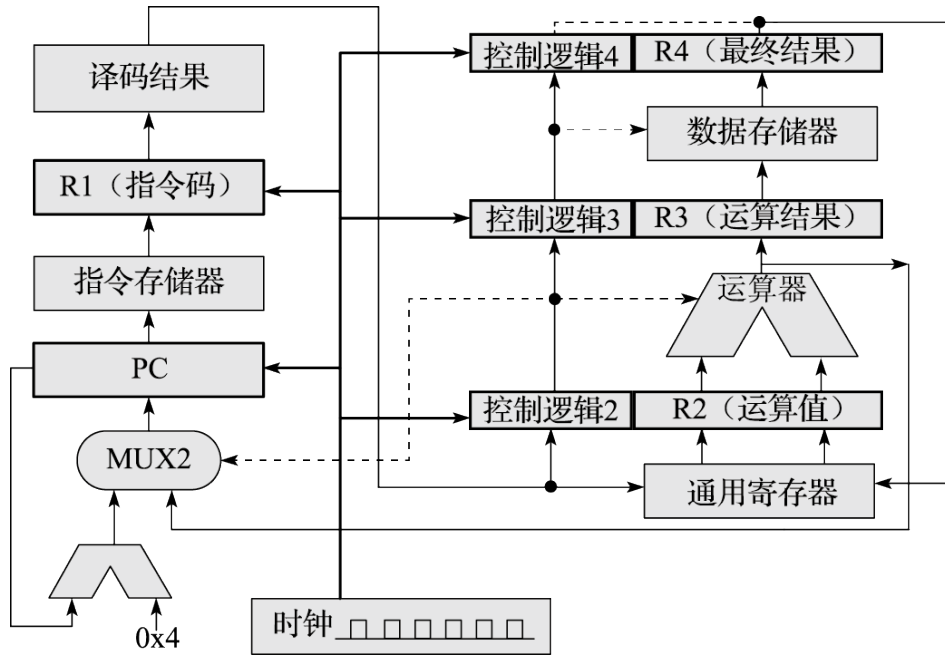 译码结果
R1（指令码）
指令存储器
PC
MUX2
0x4
控制逻辑4
R4（最终结果）
数据存储器
控制逻辑3
R3（运算结果）
运算器
控制逻辑2
R2（运算值）
通用寄存器
时钟